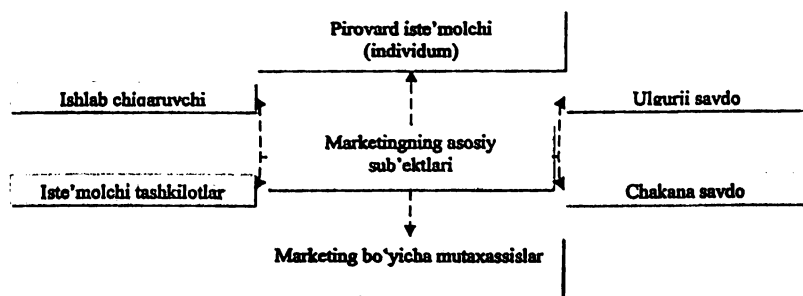 Pirovard iste’molchi
(individum)
Ishlab chiqaruvchi
Ulgurii savdo
Marketingning asosiy
sub’ektlari
Iste’molchi tashkilotlar
Chakana savdo
Marketing bo‘yicha mutaxassislar